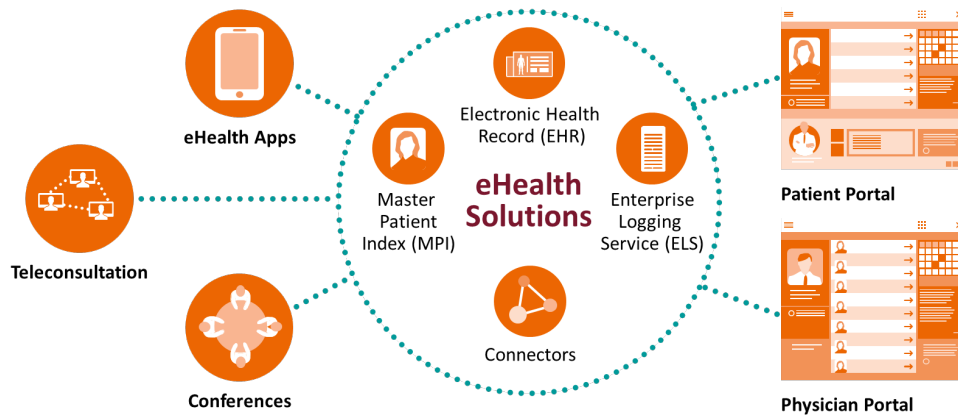 eHealth Apps
Electronic Health
Record (EHR)
Master
Patient
Index (MPI)
eHealth
Solutions
Enterprise
Logging
Service (ELS)
Patient Portal
Teleconsultation
Connectors
Conferences
Physician Portal